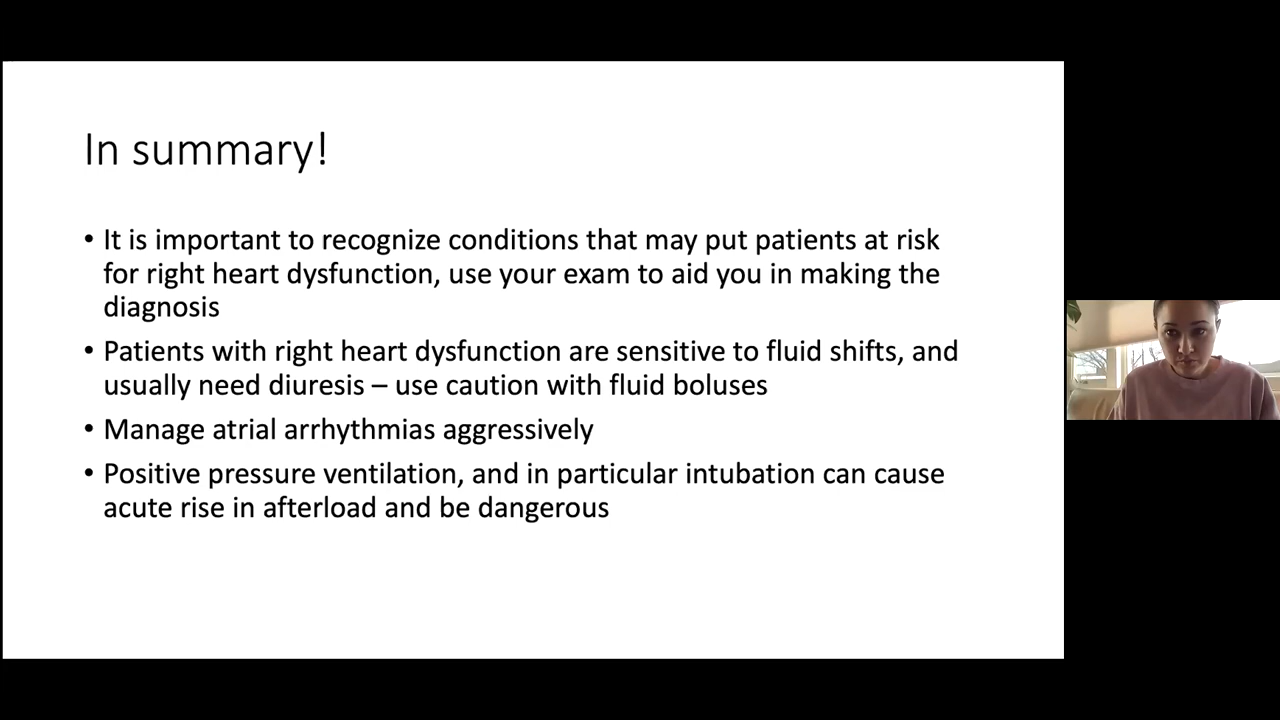 In summary!
• It is important to recognize conditions that may put patients at risk
for right heart dysfunction, use your exam to aid you in making the
diagnosis
• Patients with right heart dysfunction are sensitive to fluid shifts, and
usually need diuresis – use caution with fluid boluses
• Manage atrial arrhythmias aggressively
• Positive pressure ventilation, and in particular intubation can cause
acute rise in afterload and be dangerous